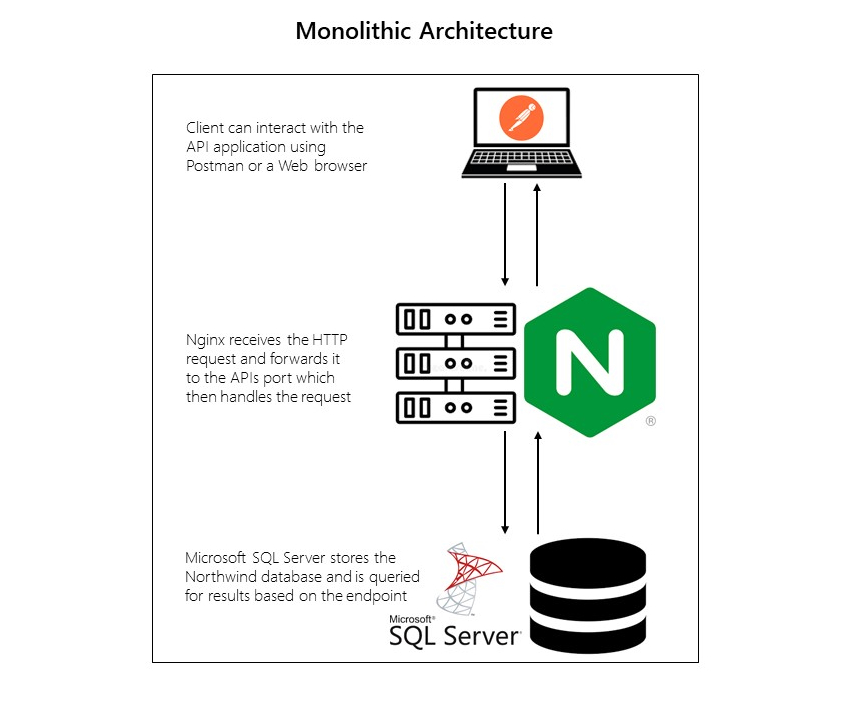 Monolithic Architecture
Client can interact with the
API application using
Postman or a Web browser
Nginx receives the HTTP
request and forwards it
to the APIs port which
then handles the request
N
®
Microsoft SQL Server stores the
Northwind database and is queried
for results based on the endpoint
Microsoft®
SQL Server